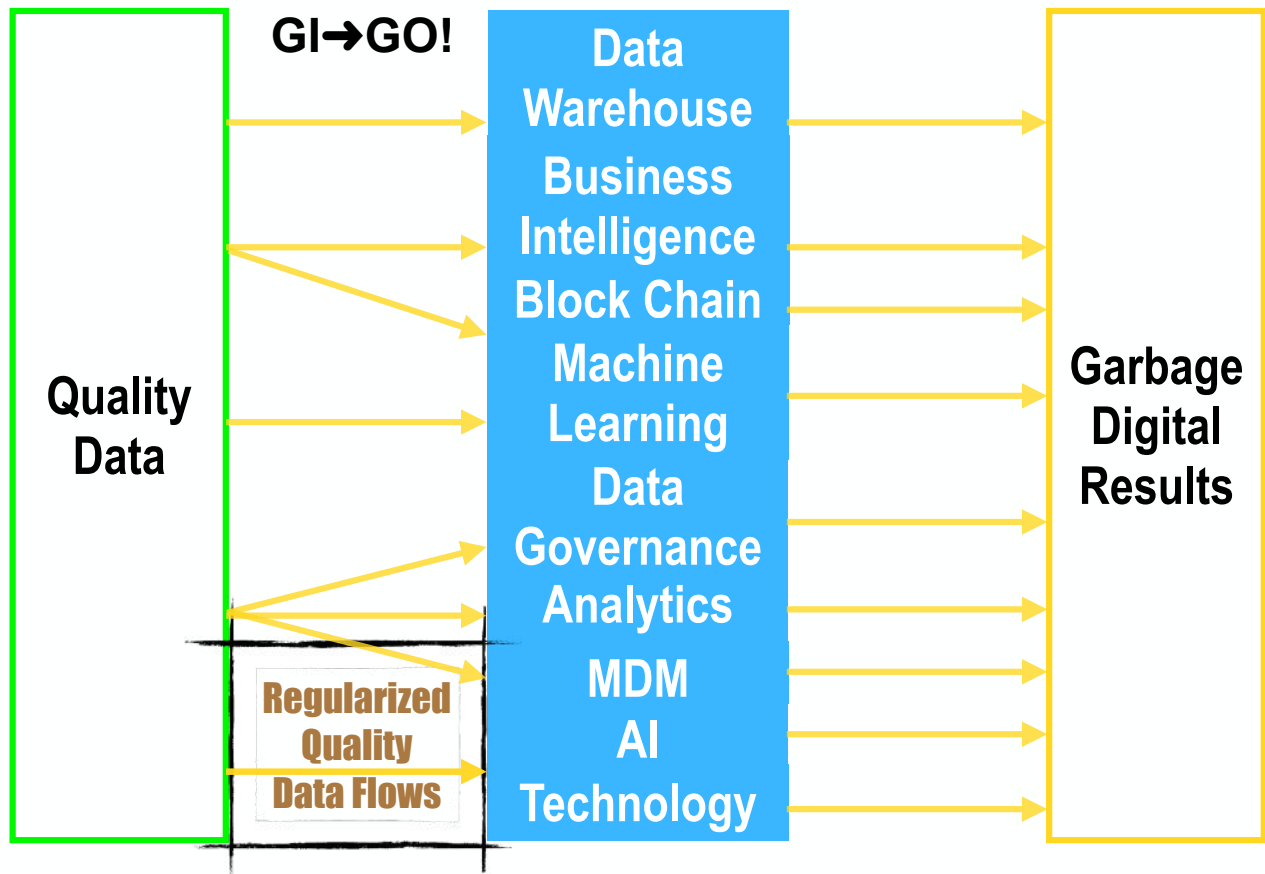 GI→GO!
Quality
Data
Regularized
Quality
Data Flows
Data
Warehouse
Business
Intelligence
Block Chain
Machine
Learning
Data
Governance
Analytics
MDM
AI
Technology
Garbage
Digital
Results